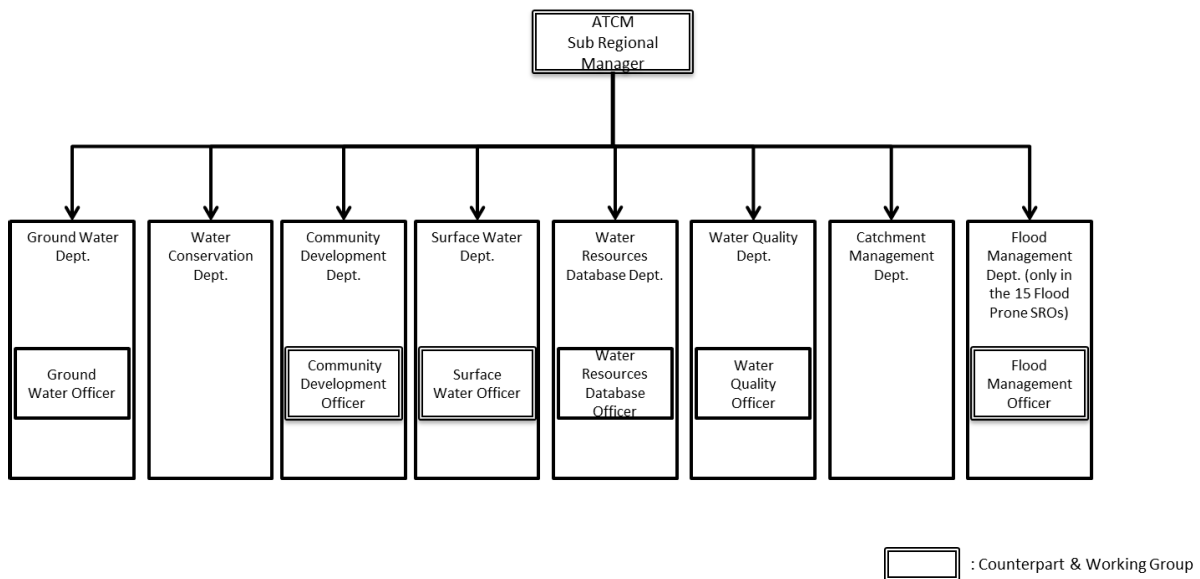 ATCM
Sub Regional
Manager
Ground Water
Dept.
Water
Conservation
Dept.
Community
Development
Dept.
Surface Water
Dept.
Water
Resources
Database Dept.
Water Quality
Dept.
Catchment
Management
Dept.
Flood
Management
Dept. (only in
the 15 Flood
Prone SROs)
Ground
Water Officer
Community
Development
Officer
Surface
Water Officer
Water
Resources
Database
Officer
Water
Quality
Officer
Flood
Management
Officer
: Counterpart & Working Group